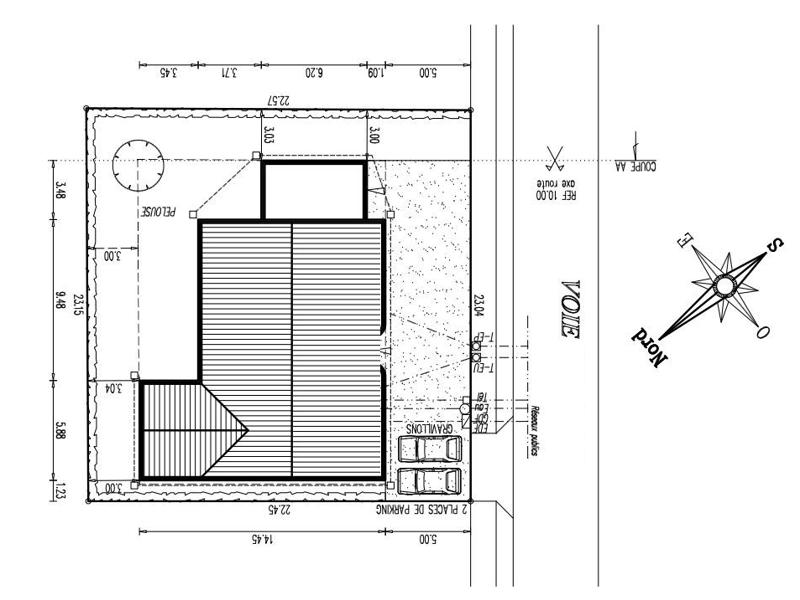 3.45
3.71
6.20
1.09
5.00
22.57
3.03
3.00
COUPE AA
REF 10.00
axe route
PELOUSE
3.48
3.00
9.48
23.15
23.04
VOIE
S
E
O
Nord
T-EP
T-EU
Tél
Eau
GDF
EDF
Réseaux publics
3.04
5.88
GRAVILLONS
3.00
1.23
22.45
2 PLACES DE PARKING
14.45
5.00